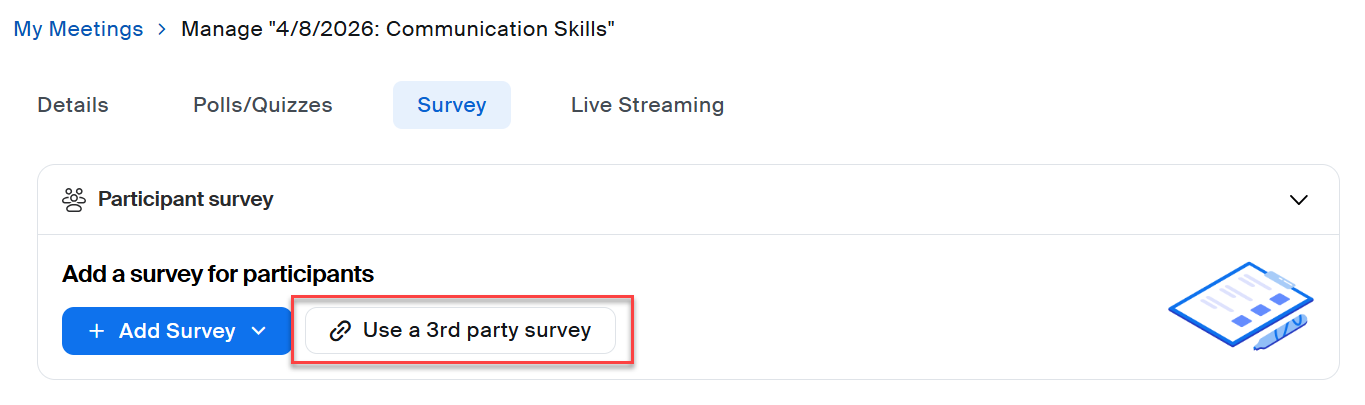 My Meetings > Manage "4/8/2026: Communication Skills"
Details Polls/Quizzes Survey Live Streaming
Participant survey
Add a survey for participants
+ Add Survey Use a 3rd party survey